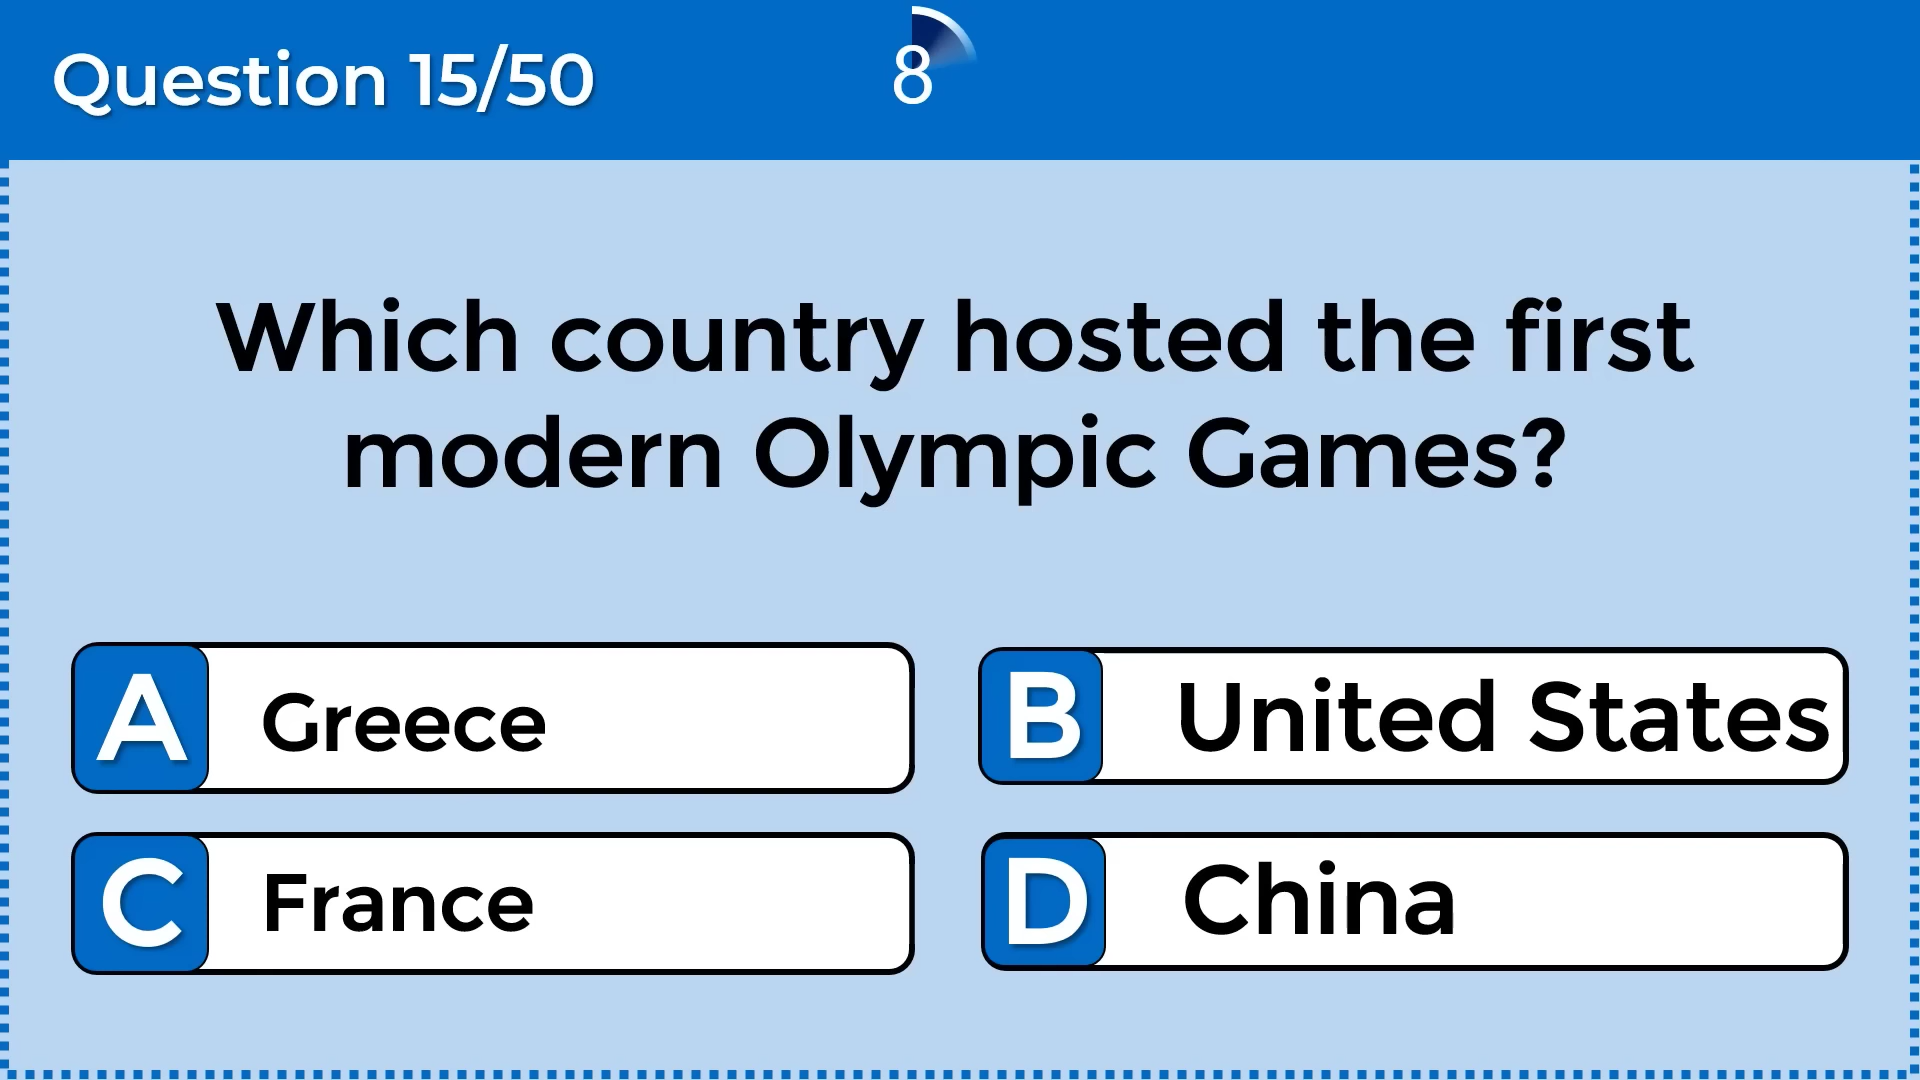 Question 15/50
8
Which country hosted the first
modern Olympic Games?
A Greece
B United States
C France
D China